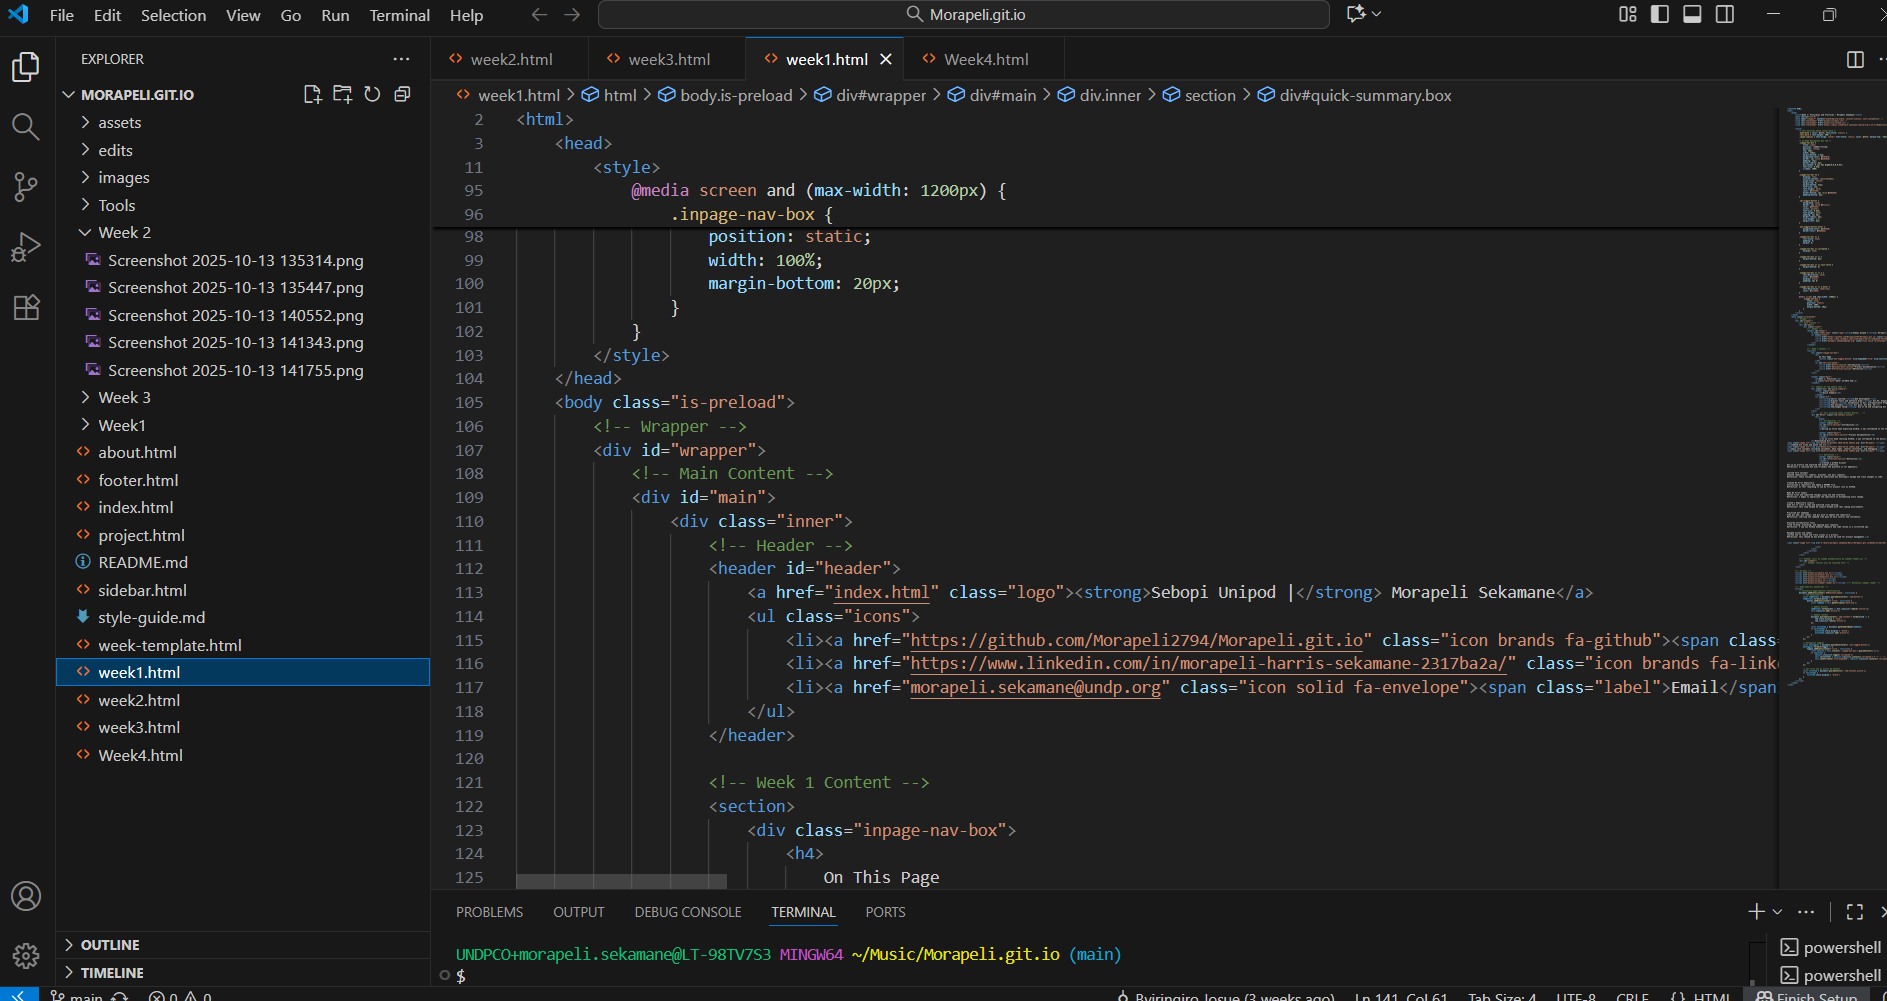 File Edit Selection View Go Run Terminal Help
Morapeli.git.io
EXPLORER
MORAPELI.GIT.IO
assets
edits
images
Tools
Week 2
Screenshot 2025-10-13 135314.png
Screenshot 2025-10-13 135447.png
Screenshot 2025-10-13 140552.png
Screenshot 2025-10-13 141343.png
Screenshot 2025-10-13 141755.png
Week 3
Week1
about.html
footer.html
index.html
project.html
README.md
sidebar.html
style-guide.md
week-template.html
week1.html
week2.html
week3.html
Week4.html
OUTLINE
TIMELINE
week2.html week3.html week1.html Week4.html
week1.html > html > body.is-preload > div#wrapper > div#main > div.inner > section > div#quick-summary.box
2 <html>
3 <head>
11 <style>
95 @media screen and (max-width: 1200px) {
96 .inpage-nav-box {
98 position: static;
99 width: 100%;
100 margin-bottom: 20px;
101 }
102 }
103 </style>
104 </head>
105 <body class="is-preload">
106 <!-- Wrapper -->
107 <div id="wrapper">
108 <!-- Main Content -->
109 <div id="main">
110 <div class="inner">
111 <!-- Header -->
112 <header id="header">
113 <a href="index.html" class="logo"><strong>Sebopi Unipod |</strong> Morapeli Sekamane</a>
114 <ul class="icons">
115 <li><a href="https://github.com/Morapeli2794/Morapeli.git.io" class="icon brands fa-github"><span clas
116 <li><a href="https://www.linkedin.com/in/morapeli-harris-sekamane-2317ba2a/" class="icon brands fa-link
117 <li><a href="morapeli.sekamane@undp.org" class="icon solid fa-envelope"><span class="label">Email</span
118 </ul>
119 </header>
120
121 <!-- Week 1 Content -->
122 <section>
123 <div class="inpage-nav-box">
124 <h4>
125 On This Page
PROBLEMS OUTPUT DEBUG CONSOLE TERMINAL PORTS
UNDPCO+morapeli.sekamane@LT-98TV7S3 MINGW64 ~/Music/Morapeli.git.io (main)
$
powershell
powershell
main 0 0 Byiringiro Josue (3 weeks ago) Ln 141, Col 61 Tab Size: 4 UTF-8 CRLF {} HTML Finish Setup